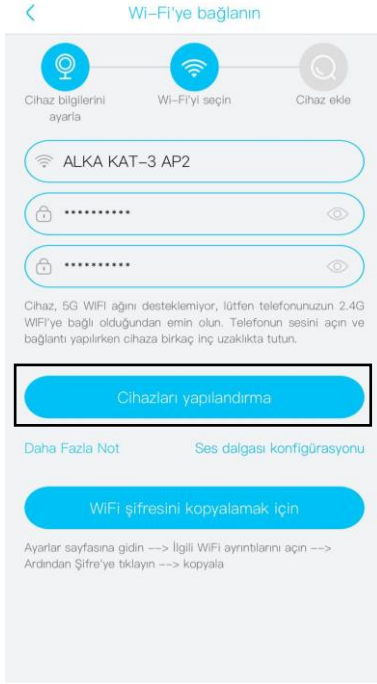 Wi-Fi'ye bağlanın
Cihaz bilgilerini
ayarla
Wi-Fi'yi seçin
Cihaz ekle
ALKA KAT-3 AP2
••••••••••
••••••••••
Cihaz, 5G WIFI ağını desteklemiyor, lütfen telefonunuzun 2.4G
WIFI'ye bağlı olduğundan emin olun. Telefonun sesini açın ve
bağlantı yapılırken cihaza birkaç inç uzaklıkta tutun.
Cihazları yapılandırma
Daha Fazla Not
Ses dalgası konfigürasyonu
WiFi şifresini kopyalamak için
Ayarlar sayfasına gidin --> İlgili WiFi ayrıntılarını açın -->
Ardından Şifre'ye tıklayın --> kopyala